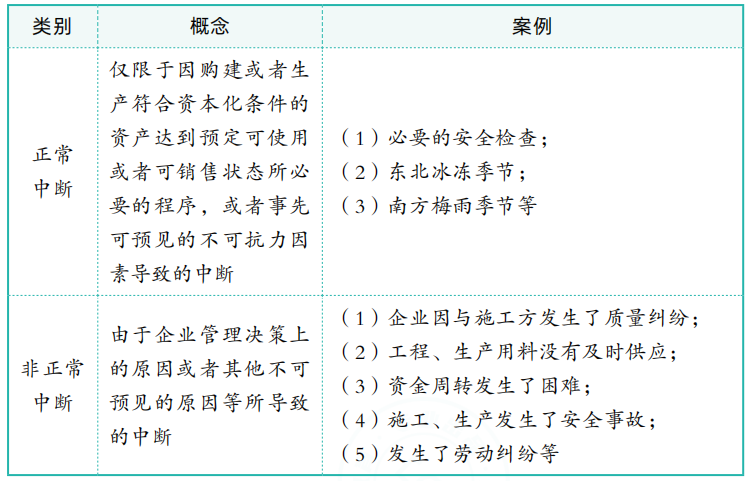 类别 概念 案例
正常
中断
仅限于因购建或者生
产符合资本化条件的
资产达到预定可使用
或者可销售状态所必
要的程序，或者事先
可预见的不可抗力因
素导致的中断
（1）必要的安全检查；
（2）东北冰冻季节；
（3）南方梅雨季节等
非正常
中断
由于企业管理决策上
的原因或者其他不可
预见的原因等所导致
的中断
（1）企业因与施工方发生了质量纠纷；
（2）工程、生产用料没有及时供应；
（3）资金周转发生了困难；
（4）施工、生产发生了安全事故；
（5）发生了劳动纠纷等